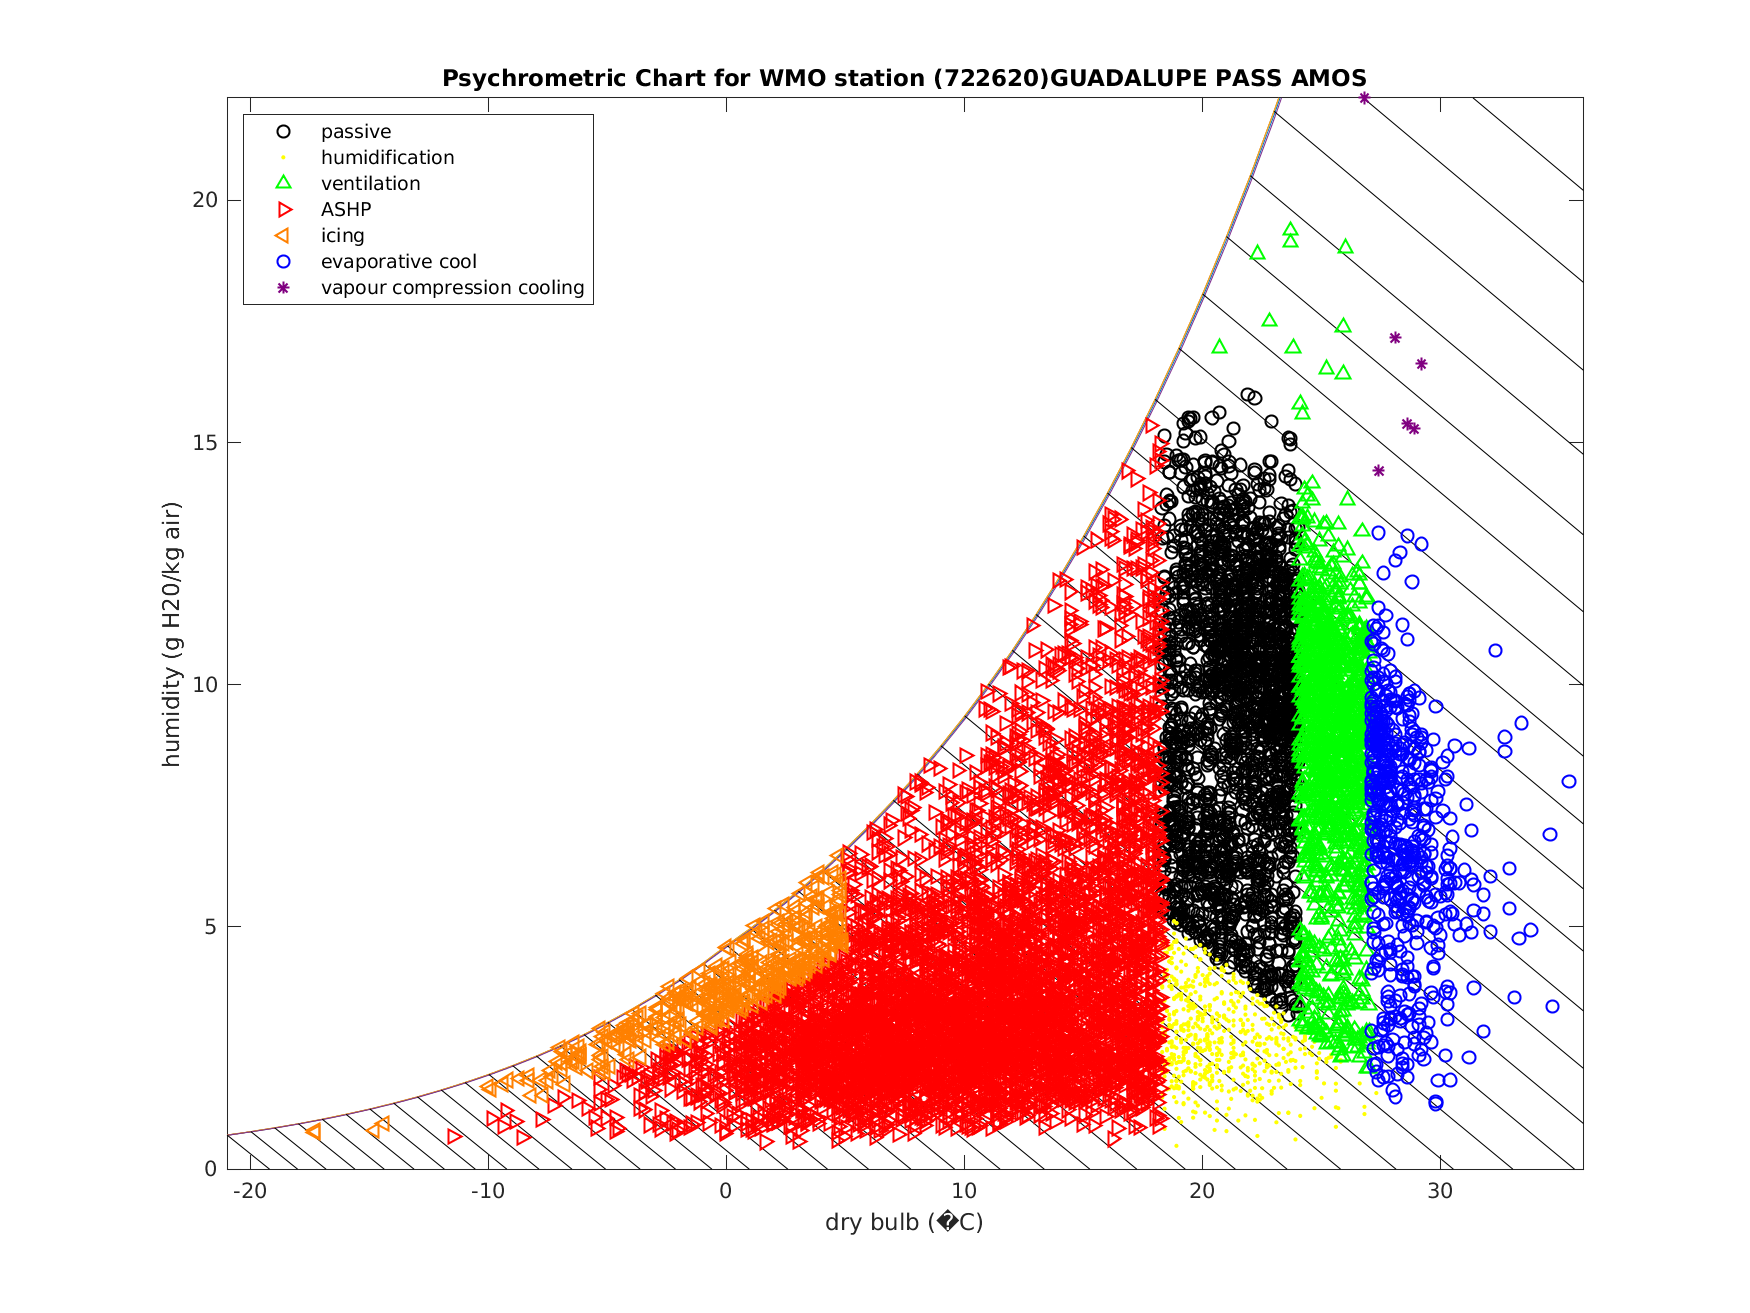 Psychrometric Chart for WMO station (722620)GUADALUPE PASS AMOS
passive
humidification
ventilation
ASHP
icing
evaporative cool
vapour compression cooling
20
15
10
5
0
humidity (g H20/kg air)
-20 -10 0 10 20 30
dry bulb (�C)